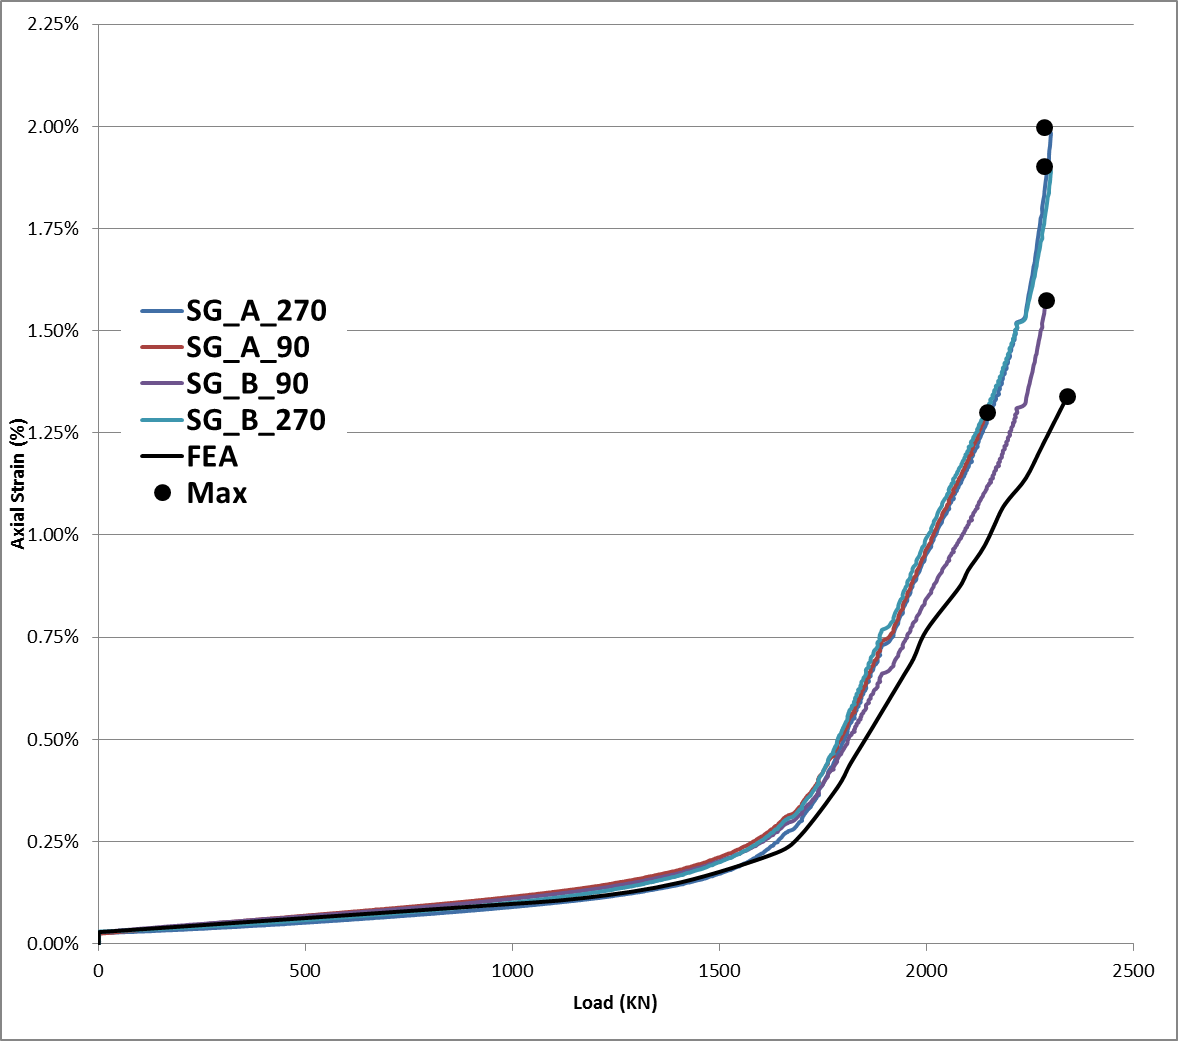 2.25%
2.00%
1.75%
1.50%
1.25%
1.00%
0.75%
0.50%
0.25%
0.00%
Axial Strain (%)
SG_A_270
SG_A_90
SG_B_90
SG_B_270
FEA
Max
0 500 1000 1500 2000 2500
Load (KN)